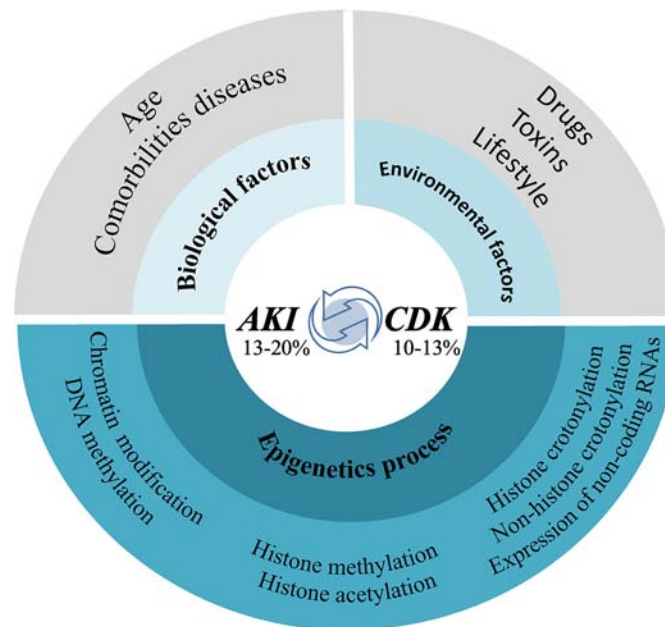 Age
Comorbilities diseases
Biological factors
Drugs
Toxins
Lifestyle
Environmental factors
AKI
13-20%
CDK
10-13%
Epigenetics process
Chromatin modification
DNA methylation
Histone methylation
Histone acetylation
Histone crotonylation
Non-histone crotonylation
Expression of non-coding RNAs